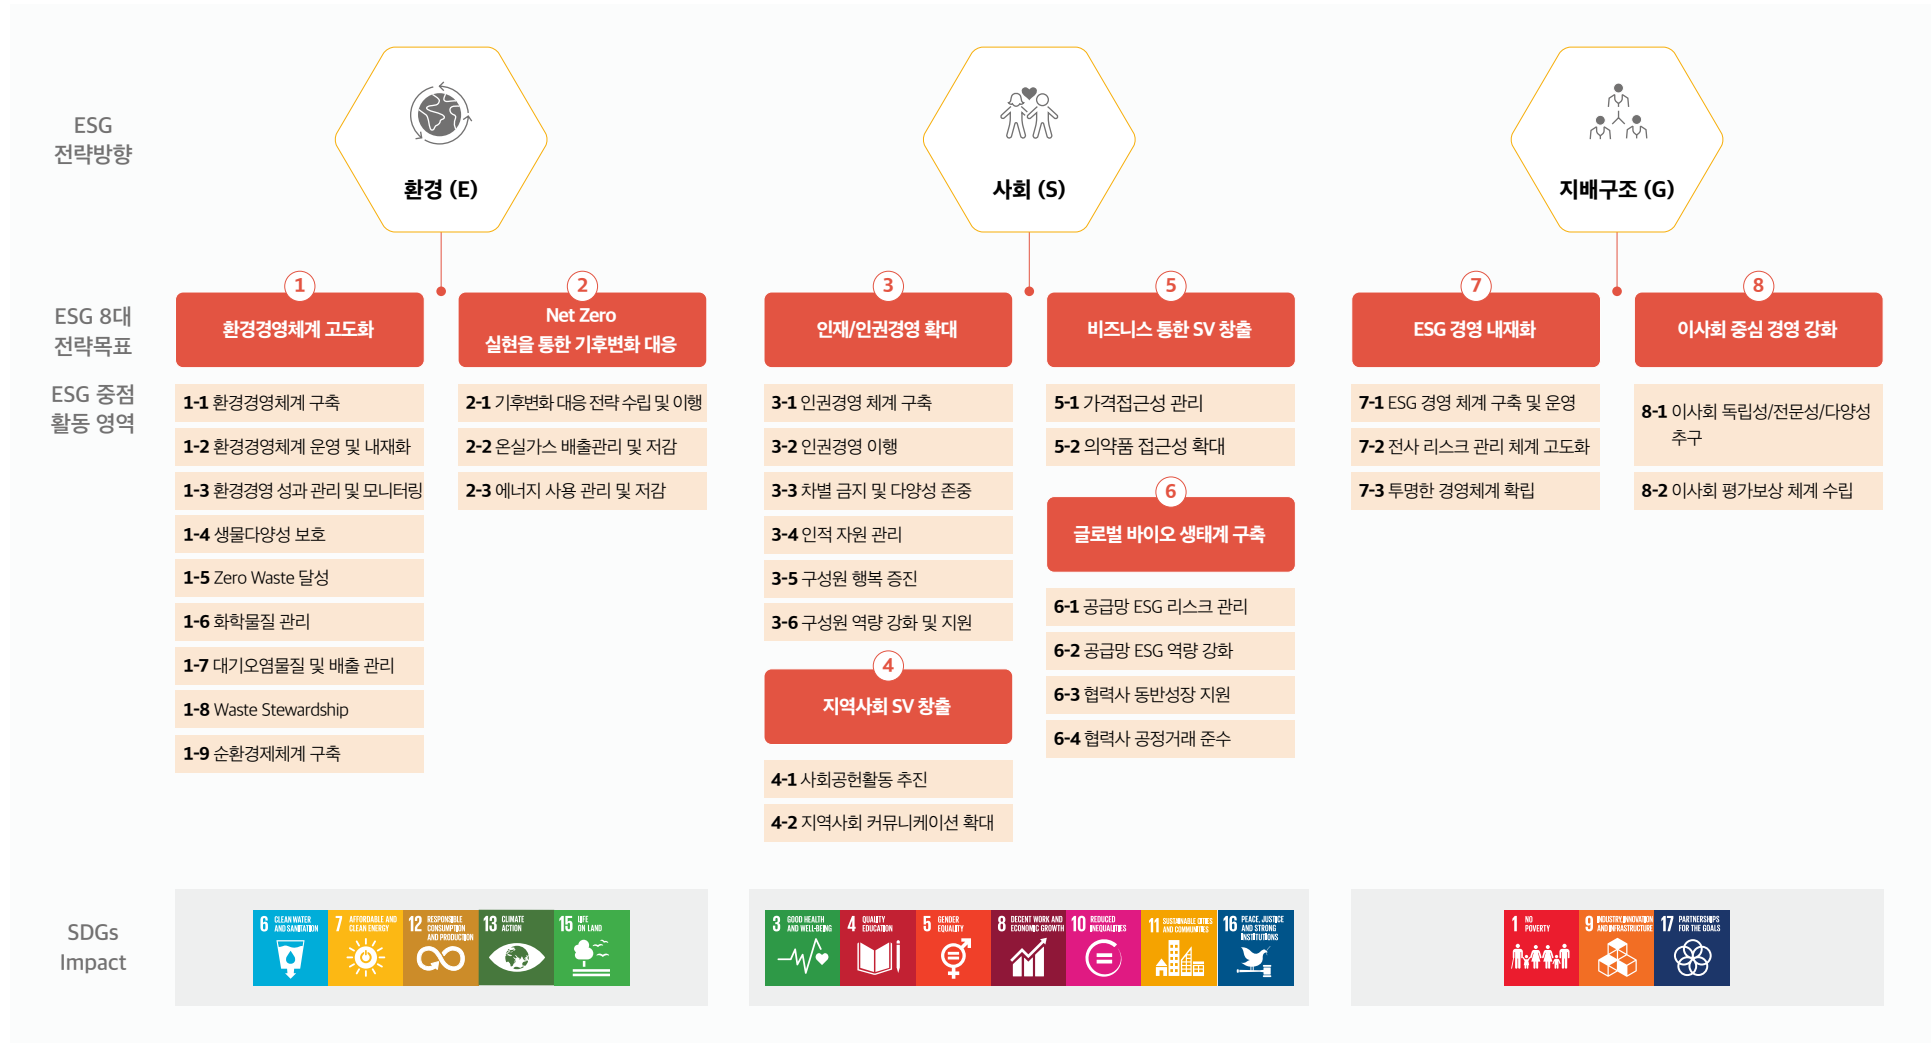 ESG
전략방향
환경 (E)
사회 (S)
지배구조 (G)
ESG 8대
전략목표
ESG 중점
활동 영역
1
환경경영체계 고도화
1-1 환경경영체계 구축
1-2 환경경영체계 운영 및 내재화
1-3 환경경영 성과 관리 및 모니터링
1-4 생물다양성 보호
1-5 Zero Waste 달성
1-6 화학물질 관리
1-7 대기오염물질 및 배출 관리
1-8 Waste Stewardship
1-9 순환경제체계 구축
2
Net Zero
실현을 통한 기후변화 대응
2-1 기후변화 대응 전략 수립 및 이행
2-2 온실가스 배출관리 및 저감
2-3 에너지 사용 관리 및 저감
3
인재/인권경영 확대
3-1 인권경영 체계 구축
3-2 인권경영 이행
3-3 차별 금지 및 다양성 존중
3-4 인적 자원 관리
3-5 구성원 행복 증진
3-6 구성원 역량 강화 및 지원
4
지역사회 SV 창출
4-1 사회공헌활동 추진
4-2 지역사회 커뮤니케이션 확대
5
비즈니스 통한 SV 창출
5-1 가격접근성 관리
5-2 의약품 접근성 확대
6
글로벌 바이오 생태계 구축
6-1 공급망 ESG 리스크 관리
6-2 공급망 ESG 역량 강화
6-3 협력사 동반성장 지원
6-4 협력사 공정거래 준수
7
ESG 경영 내재화
7-1 ESG 경영 체계 구축 및 운영
7-2 전사 리스크 관리 체계 고도화
7-3 투명한 경영체계 확립
8
이사회 중심 경영 강화
8-1 이사회 독립성/전문성/다양성
추구
8-2 이사회 평가보상 체계 수립
SDGs
Impact
6 CLEAN WATER
AND SANITATION
7 AFFORDABLE AND
CLEAN ENERGY
12 RESPONSIBLE
CONSUMPTION
AND PRODUCTION
13 CLIMATE
ACTION
15 LIFE
ON LAND
3 GOOD HEALTH
AND WELL-BEING
4 QUALITY
EDUCATION
5 GENDER
EQUALITY
8 DECENT WORK AND
ECONOMIC GROWTH
10 REDUCED
INEQUALITIES
11 SUSTAINABLE CITIES
AND COMMUNITIES
16 PEACE, JUSTICE
AND STRONG
INSTITUTIONS
1 NO
POVERTY
9 INDUSTRY, INNOVATION
AND INFRASTRUCTURE
17 PARTNERSHIPS
FOR THE GOALS